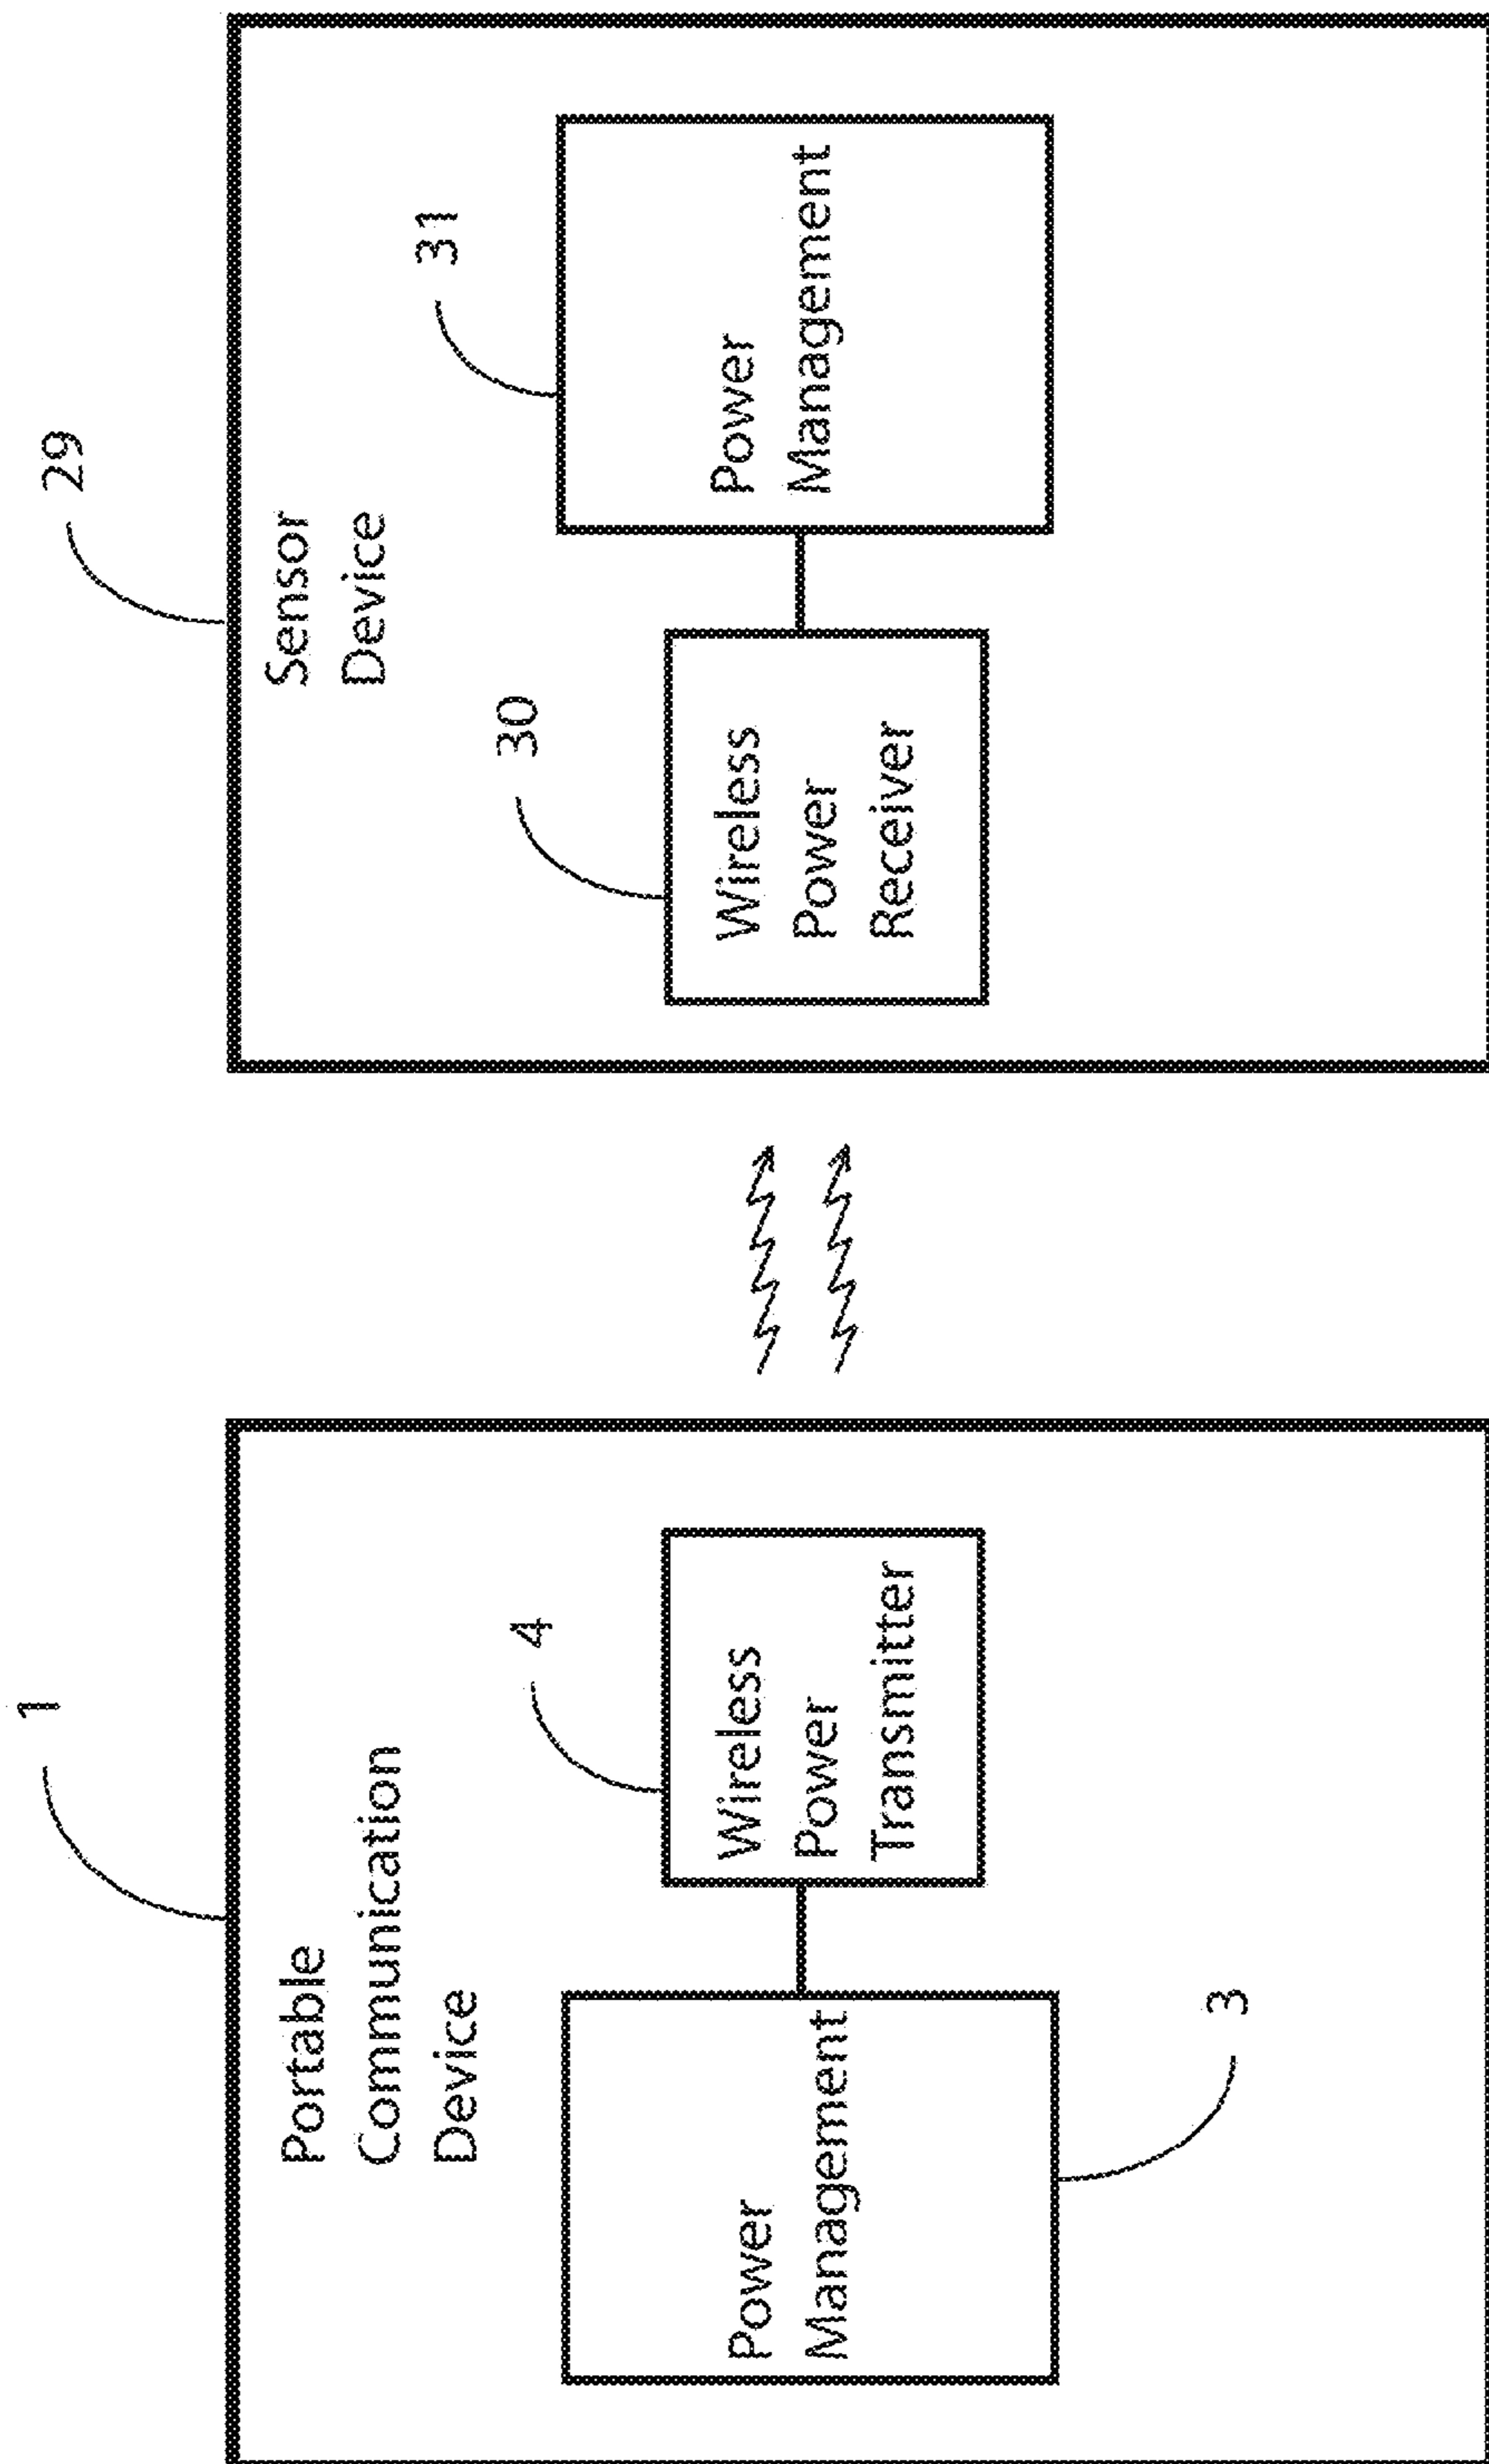 1
Portable
Communication
Device
4
Wireless
Power
Transmitter
Power
Management
3
29
Sensor
Device
30
Wireless
Power
Receiver
31
Power
Management